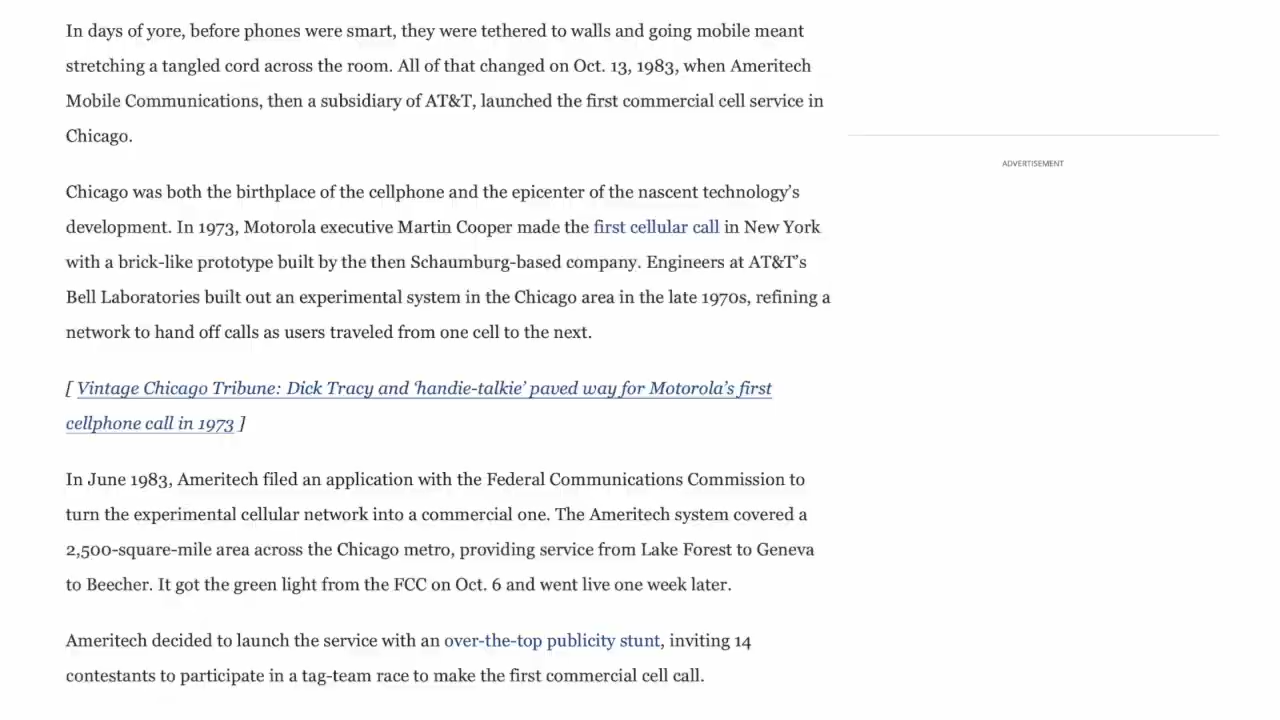 In days of yore, before phones were smart, they were tethered to walls and going mobile meant
stretching a tangled cord across the room. All of that changed on Oct. 13, 1983, when Ameritech
Mobile Communications, then a subsidiary of AT&T, launched the first commercial cell service in
Chicago.
ADVERTISEMENT
Chicago was both the birthplace of the cellphone and the epicenter of the nascent technology’s
development. In 1973, Motorola executive Martin Cooper made the first cellular call in New York
with a brick-like prototype built by the then Schaumburg-based company. Engineers at AT&T’s
Bell Laboratories built out an experimental system in the Chicago area in the late 1970s, refining a
network to hand off calls as users traveled from one cell to the next.
[ Vintage Chicago Tribune: Dick Tracy and ‘handie-talkie’ paved way for Motorola’s first
cellphone call in 1973 ]
In June 1983, Ameritech filed an application with the Federal Communications Commission to
turn the experimental cellular network into a commercial one. The Ameritech system covered a
2,500-square-mile area across the Chicago metro, providing service from Lake Forest to Geneva
to Beecher. It got the green light from the FCC on Oct. 6 and went live one week later.
Ameritech decided to launch the service with an over-the-top publicity stunt, inviting 14
contestants to participate in a tag-team race to make the first commercial cell call.